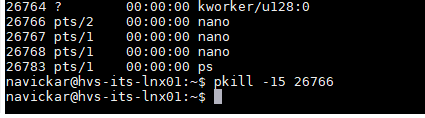 26764 ? 00:00:00 kworker/u128:0
26766 pts/2 00:00:00 nano
26767 pts/1 00:00:00 nano
26768 pts/1 00:00:00 nano
26783 pts/1 00:00:00 ps
navickar@hvs-its-lnx01:~$ pkill -15 26766
navickar@hvs-its-lnx01:~$